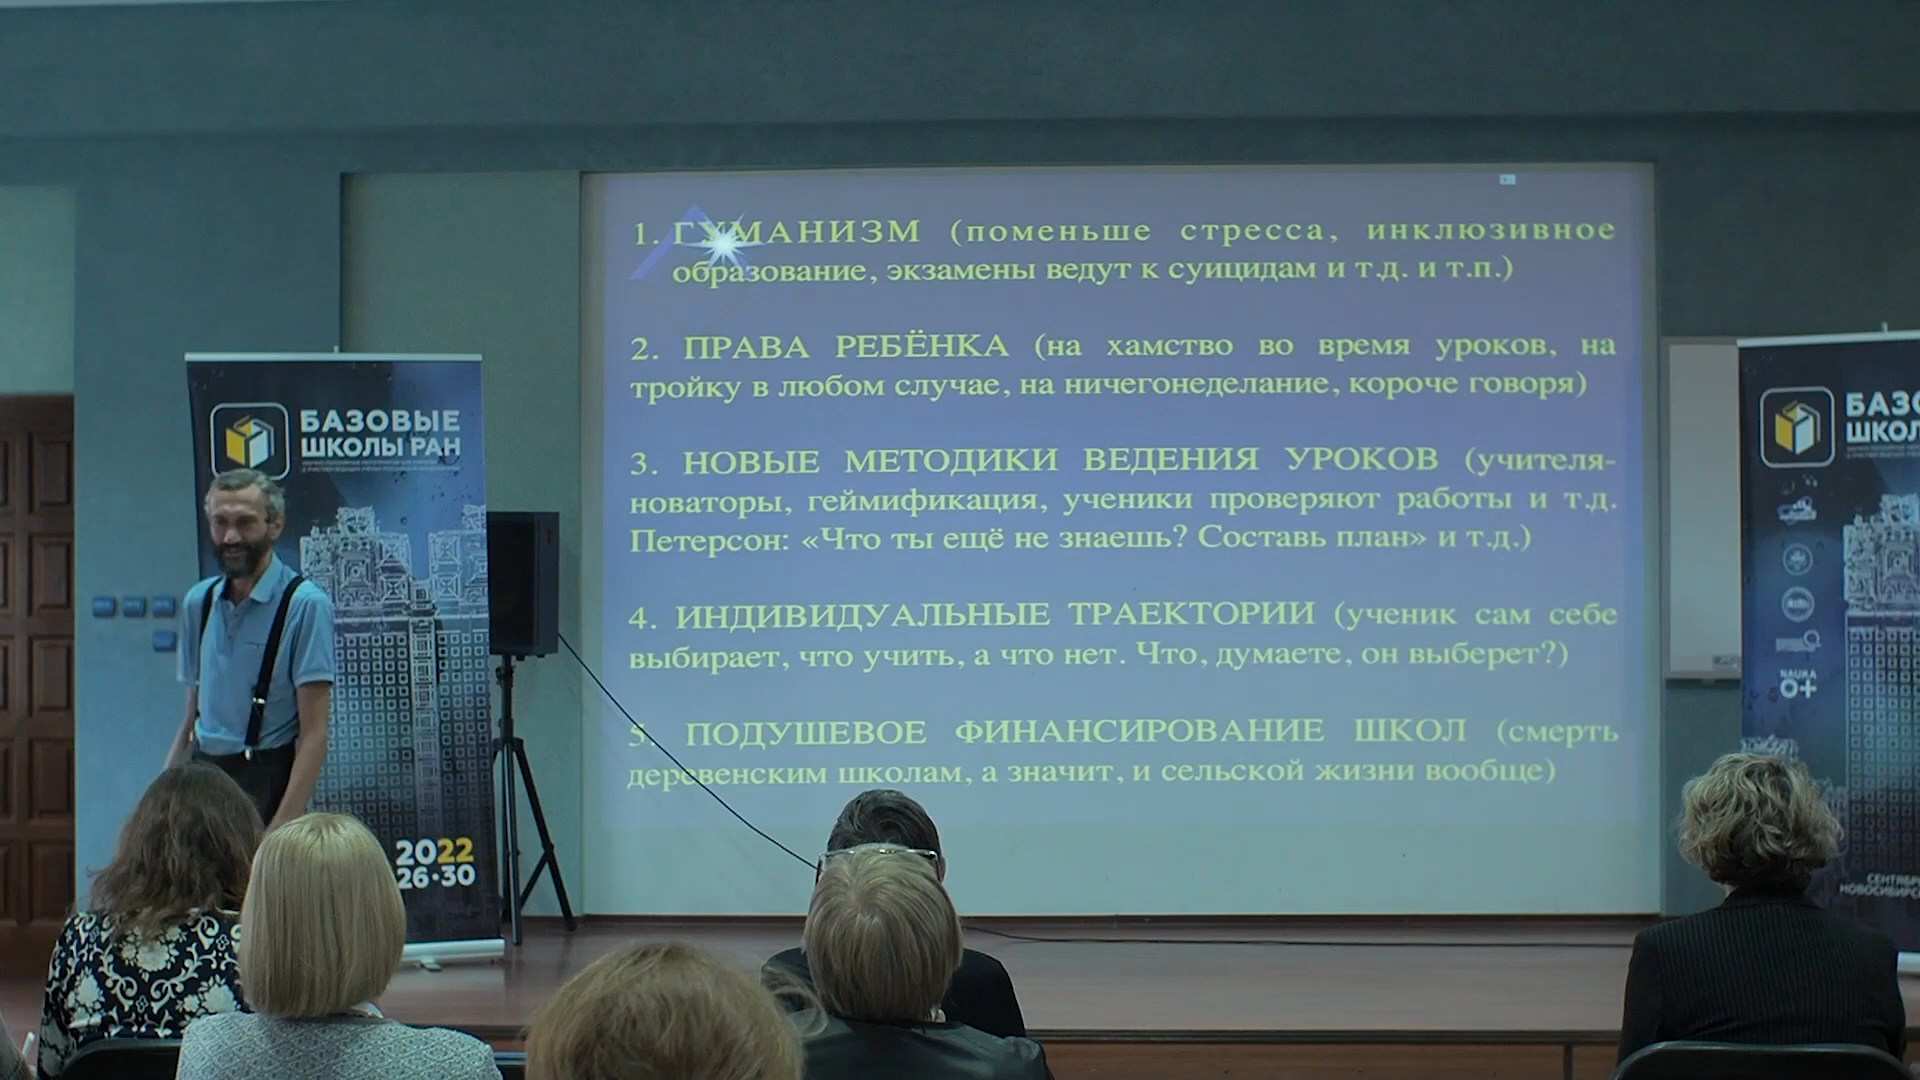 1. ГУМАНИЗМ (поменьше стресса, инклюзивное
образование, экзамены ведут к суицидам и т.д. и т.п.)
2. ПРАВА РЕБЁНКА (на хамство во время уроков, на
тройку в любом случае, на ничегонеделание, короче говоря)
3. НОВЫЕ МЕТОДИКИ ВЕДЕНИЯ УРОКОВ (учителя-
новаторы, геймификация, ученики проверяют работы и т.д.
Петерсон: «Что ты ещё не знаешь? Составь план» и т.д.)
4. ИНДИВИДУАЛЬНЫЕ ТРАЕКТОРИИ (ученик сам себе
выбирает, что учить, а что нет. Что, думаете, он выберет?)
5. ПОДУШЕВОЕ ФИНАНСИРОВАНИЕ ШКОЛ (смерть
деревенским школам, а значит, и сельской жизни вообще)
БАЗОВЫЕ
ШКОЛЫ РАН
2022
26•30
БАЗО
ШКОЛ
NAUKA
0+
СЕНТЯБР
НОВОСИБИРС